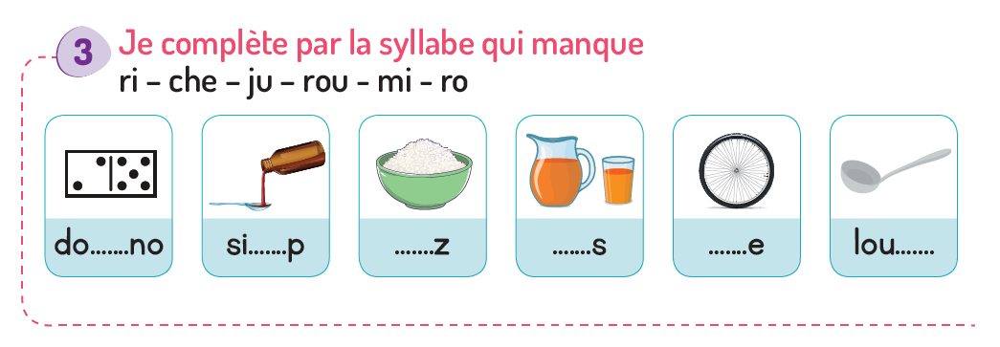 3 Je complète par la syllabe qui manque
ri – che – ju – rou - mi - ro
do.......no si.......p .......z .......s .......e lou.......